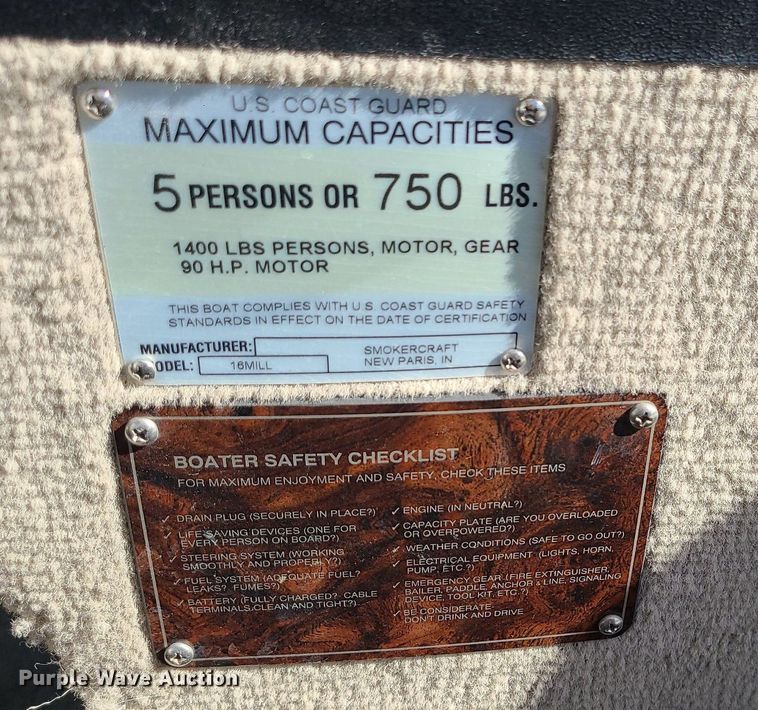 U.S. COAST GUARD
MAXIMUM CAPACITIES
5 PERSONS OR 750 LBS.
1400 LBS PERSONS, MOTOR, GEAR
90 H.P. MOTOR
THIS BOAT COMPLIES WITH U.S. COAST GUARD SAFETY
STANDARDS IN EFFECT ON THE DATE OF CERTIFICATION
MANUFACTURER: SMOKERCRAFT
ODEL: 16MILL NEW PARIS, IN
BOATER SAFETY CHECKLIST
FOR MAXIMUM ENJOYMENT AND SAFETY, CHECK THESE ITEMS
✓ DRAIN PLUG (SECURELY IN PLACE?)
✓ LIFE-SAVING DEVICES (ONE FOR
EVERY PERSON ON BOARD?)
✓ STEERING SYSTEM (WORKING
SMOOTHLY AND PROPERLY?)
✓ FUEL SYSTEM (ADEQUATE FUEL?
LEAKS?. FUMES?)
✓ BATTERY (FULLY CHARGED?. CABLE
TERMINALS,CLEAN AND TIGHT?).
✓ ENGINE (IN NEUTRAL?)
✓ CAPACITY PLATE (ARE YOU OVERLOADED
OR OVERPOWERED?)
✓ WEATHER CONDITIONS (SAFE TO GO OUT?)
✓ ELECTRICAL EQUIPMENT (LIGHTS, HORN,
PUMP, ETC.?)
✓ EMERGENCY GEAR (FIRE EXTINGUISHER,
BAILER, PADDLE, ANCHOR & LINE, SIGNALING
DEVICE, TOOL KIT, ETC.?)
✓ BE CONSIDERATE
DON'T DRINK AND DRIVE
Purple Wave Auction